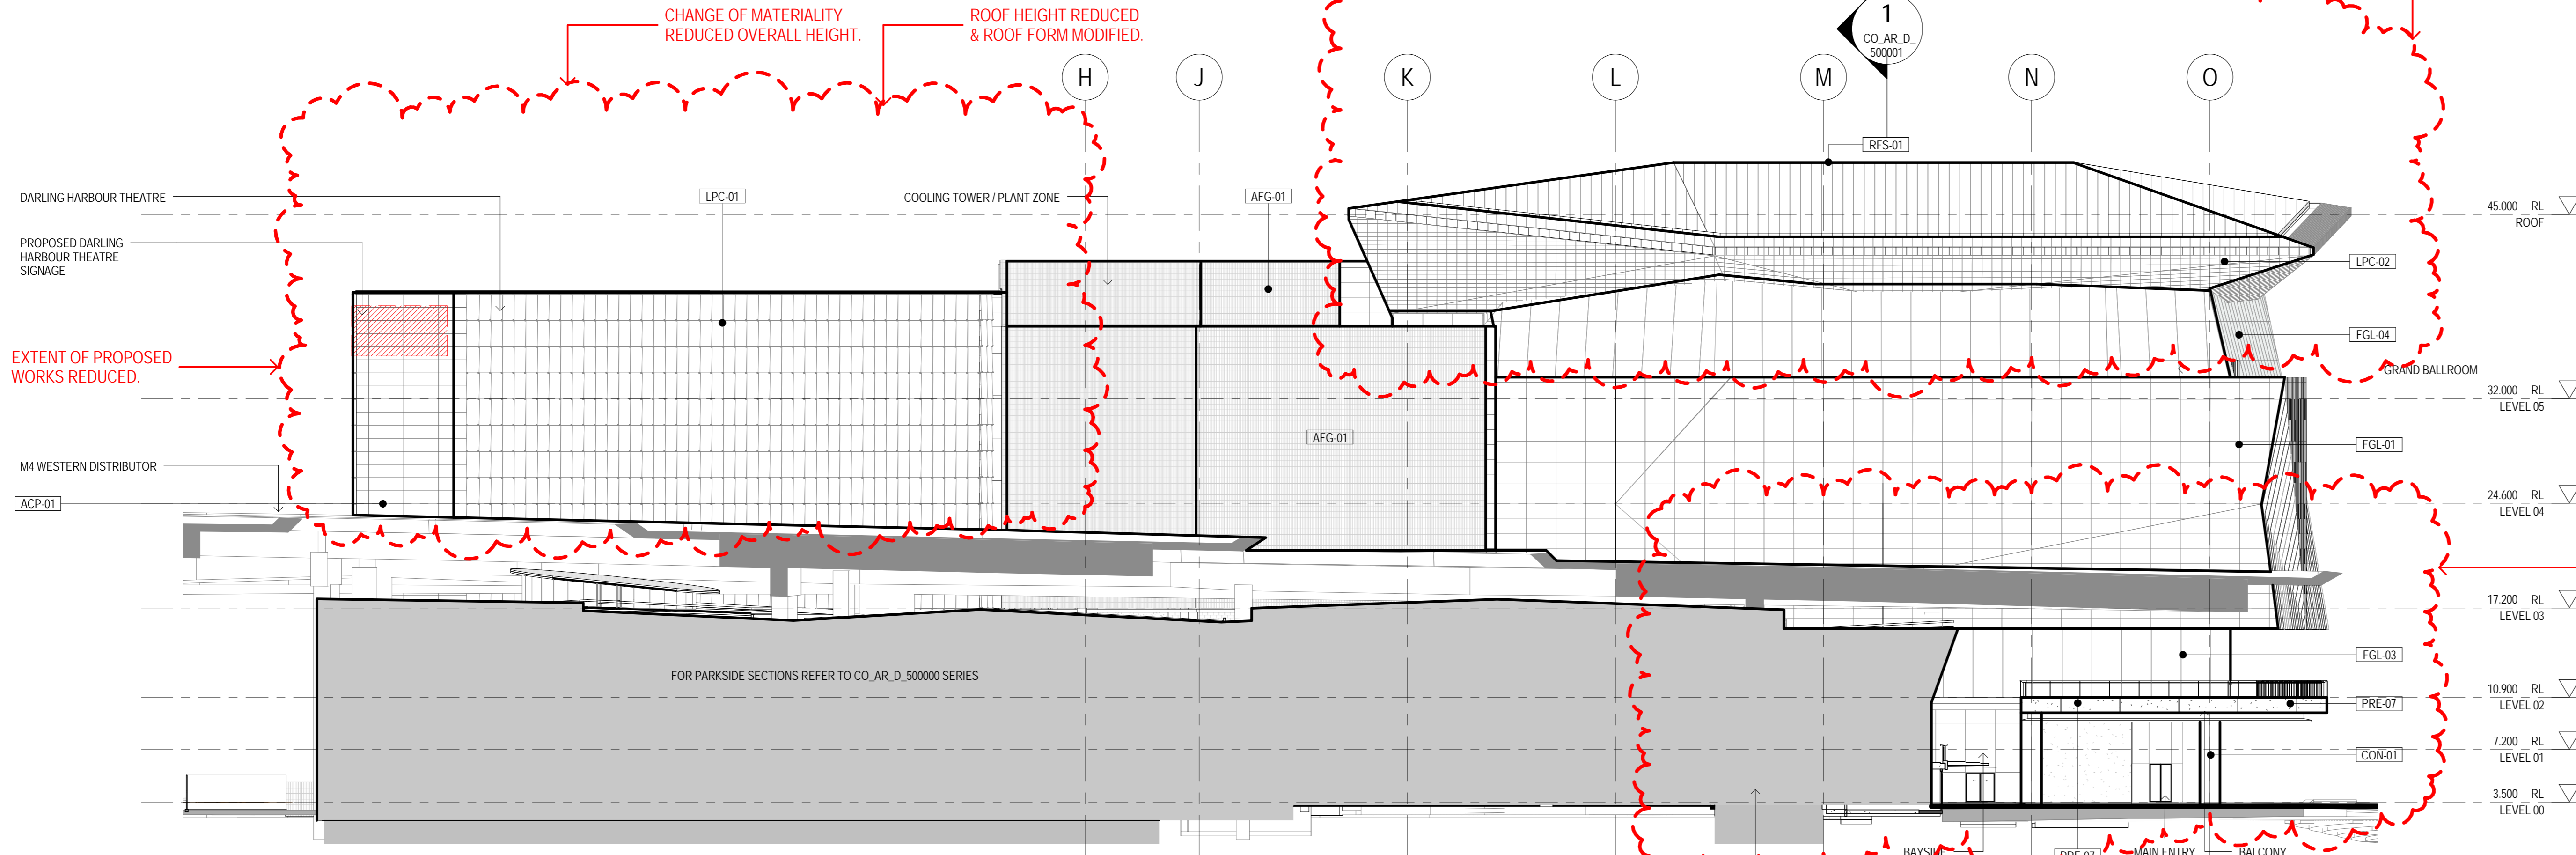 CHANGE OF MATERIALITY
REDUCED OVERALL HEIGHT.
ROOF HEIGHT REDUCED
& ROOF FORM MODIFIED.
1
CO_AR_D_
500001
H
J
K
L
M
N
O
RFS-01
DARLING HARBOUR THEATRE
LPC-01
COOLING TOWER / PLANT ZONE
AFG-01
45.000 RL
ROOF
PROPOSED DARLING
HARBOUR THEATRE
SIGNAGE
LPC-02
FGL-04
EXTENT OF PROPOSED
WORKS REDUCED.
GRAND BALLROOM
32.000 RL
LEVEL 05
AFG-01
FGL-01
M4 WESTERN DISTRIBUTOR
ACP-01
24.600 RL
LEVEL 04
17.200 RL
LEVEL 03
FOR PARKSIDE SECTIONS REFER TO CO_AR_D_500000 SERIES
FGL-03
10.900 RL
LEVEL 02
PRE-07
7.200 RL
LEVEL 01
CON-01
3.500 RL
LEVEL 00
BAYSIDE
PRE-07
MAIN ENTRY
BALCONY